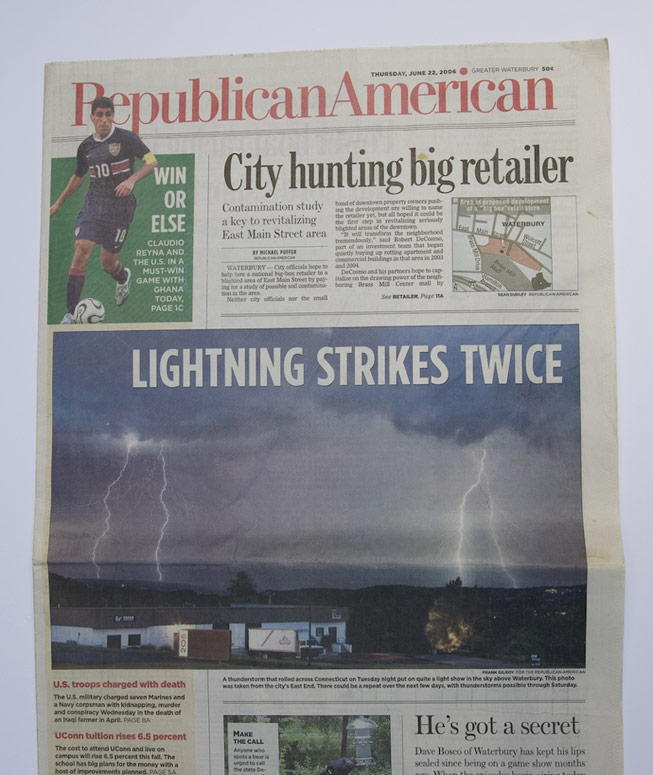 THURSDAY, JUNE 22, 2006 GREATER WATERBURY 50¢
RepublicanAmerican
10
10
WIN
OR
ELSE
CLAUDIO
REYNA AND
THE U.S. IN A
MUST-WIN
GAME WITH
GHANA
TODAY,
PAGE 1C
City hunting big retailer
Contamination study
a key to revitalizing
East Main Street area
BY MICHAEL PUFFER
REPUBLICAN-AMERICAN
WATERBURY — City officials hope to
help lure a national big-box retailer to a
blighted area of East Main Street by pay-
ing for a study of possible soil contamina-
tion in the area.
Neither city officials nor the small
band of downtown property owners push-
ing the development are willing to name
the retailer yet, but all hoped it could be
the first step in revitalizing seriously
blighted areas of the downtown.
"It will transform the neighborhood
tremendously," said Robert DeCosmo,
part of an investment team that began
quietly buying up rotting apartment and
commercial buildings in that area in 2003
and 2004.
DeCosmo and his partners hope to cap-
italize on the drawing power of the neigh-
boring Brass Mill Center mall by
See RETAILER, Page 11A
Area in proposed development
of a "big box" retail store
WATERBURY
REPUBLICAN-AMERICAN
LIGHTNING STRIKES TWICE
FRANK GILROY FOR THE REPUBLICAN-AMERICAN
A thunderstorm that rolled across Connecticut on Tuesday night put on quite a light show in the sky above Waterbury. This photo
was taken from the city's East End. There could be a repeat over the next few days, with thunderstorms possible through Saturday.
U.S. troops charged with death
The U.S. military charged seven Marines and
a Navy corpsman with kidnapping, murder
and conspiracy Wednesday in the death of
an Iraqi farmer in April. PAGE 8A
UConn tuition rises 6.5 percent
The cost to attend UConn and live on
campus will rise 6.5 percent this fall. The
school has big plans for the money with a
host of improvements planned. PAGE 5A
MAKE
THE CALL
Anyone who
spots a bear is
urged to call
the state De-
He's got a secret
Dave Bosco of Waterbury has kept his lips
sealed since being on a game show months